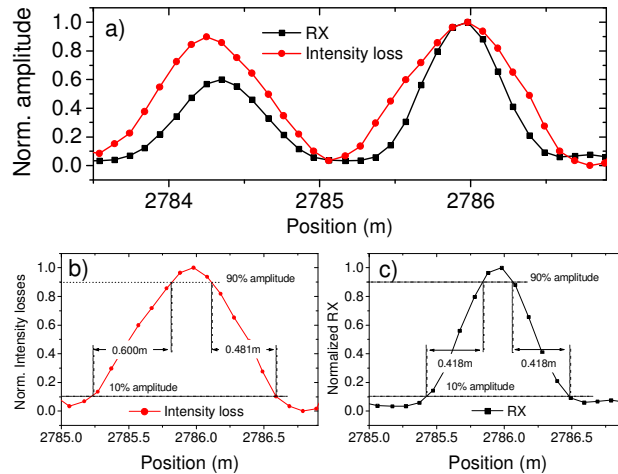 a)
RX
Intensity loss
Norm. amplitude
1.0
0.8
0.6
0.4
0.2
0.0
2784 2785 2786
Position (m)
b)
90% amplitude
0.600m
0.481m
10% amplitude
Intensity loss
Norm. Intensity losses
1.0
0.8
0.6
0.4
0.2
0.0
2785.0 2785.5 2786.0 2786.5
Position (m)
c)
90% amplitude
0.418m
0.418m
10% amplitude
RX
Normalized RX
1.0
0.8
0.6
0.4
0.2
0.0
2785.0 2785.5 2786.0 2786.5
Position (m)